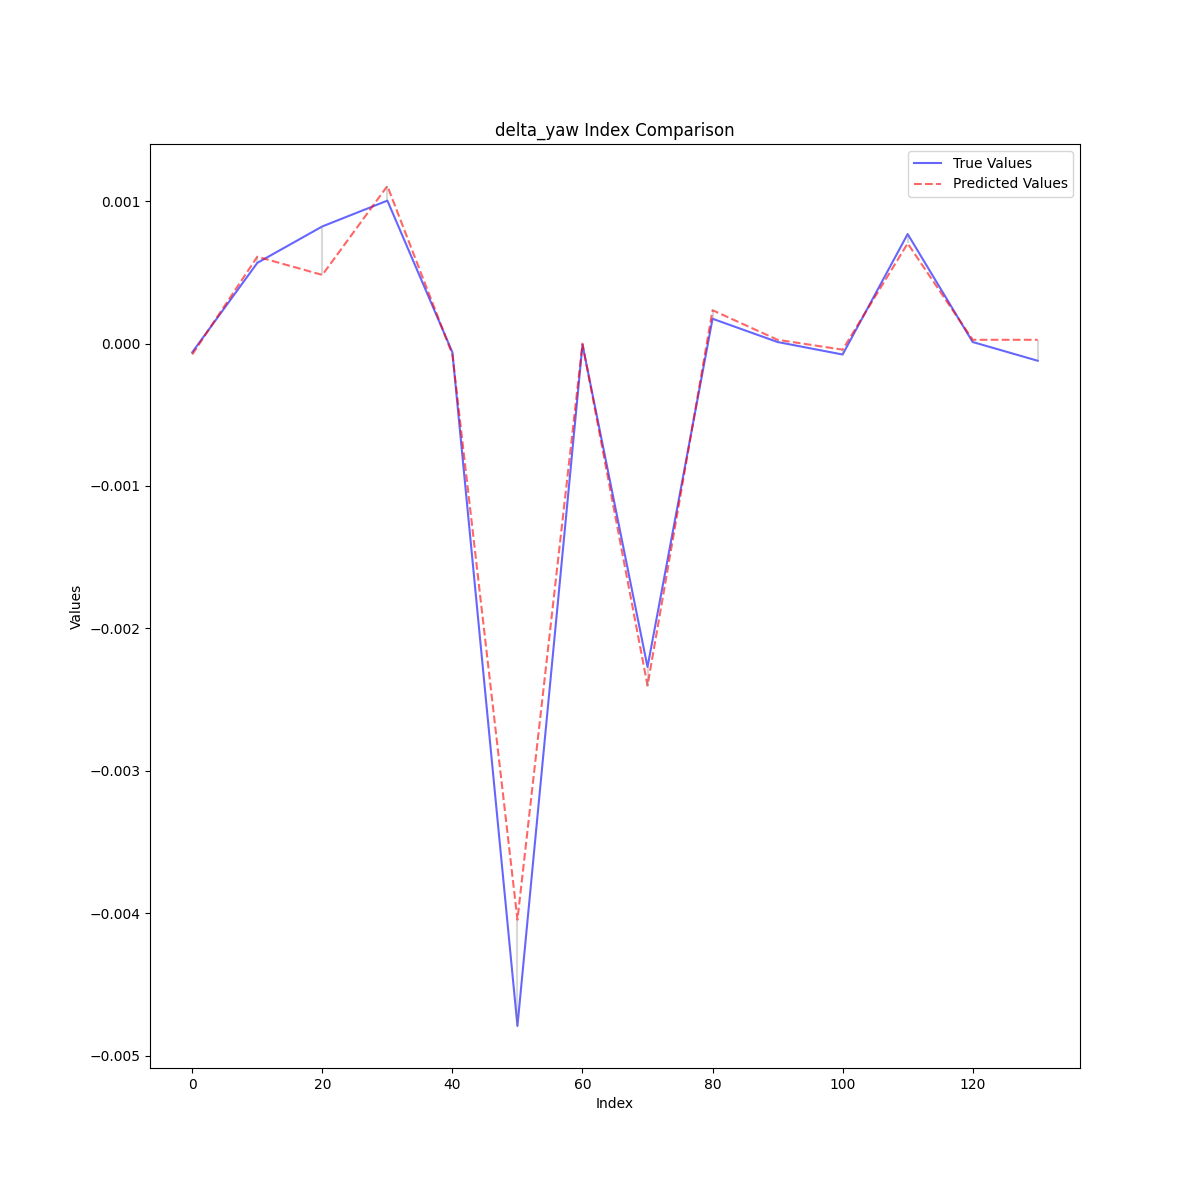 delta_yaw Index Comparison
True Values
Predicted Values
0.001
0.000
−0.001
−0.002
−0.003
−0.004
−0.005
Values
0 20 40 60 80 100 120
Index